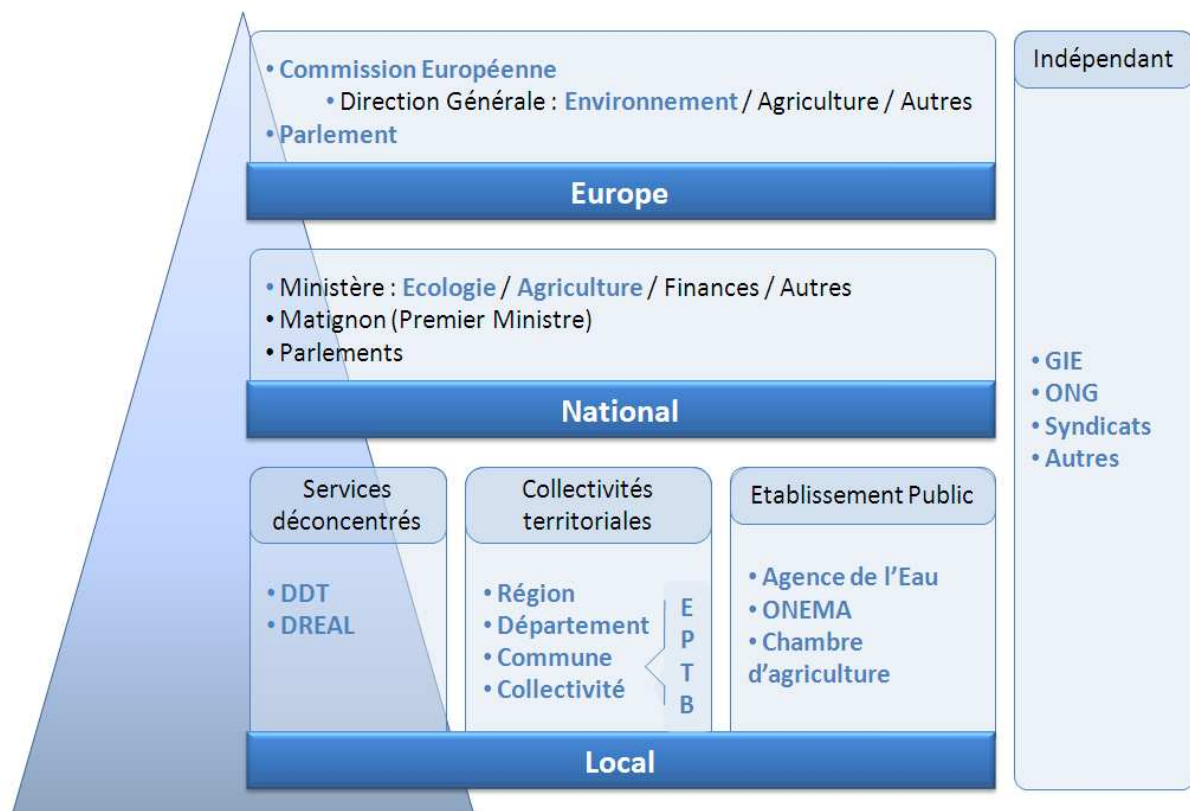 • Commission Européenne
• Direction Générale : Environnement / Agriculture / Autres
• Parlement
Europe
• Ministère : Ecologie / Agriculture / Finances / Autres
• Matignon (Premier Ministre)
• Parlements
National
Services
déconcentrés
• DDT
• DREAL
Collectivités
territoriales
• Région
• Département
• Commune
• Collectivité
E
P
T
B
Etablissement Public
• Agence de l’Eau
• ONEMA
• Chambre
d’agriculture
Local
Indépendant
• GIE
• ONG
• Syndicats
• Autres